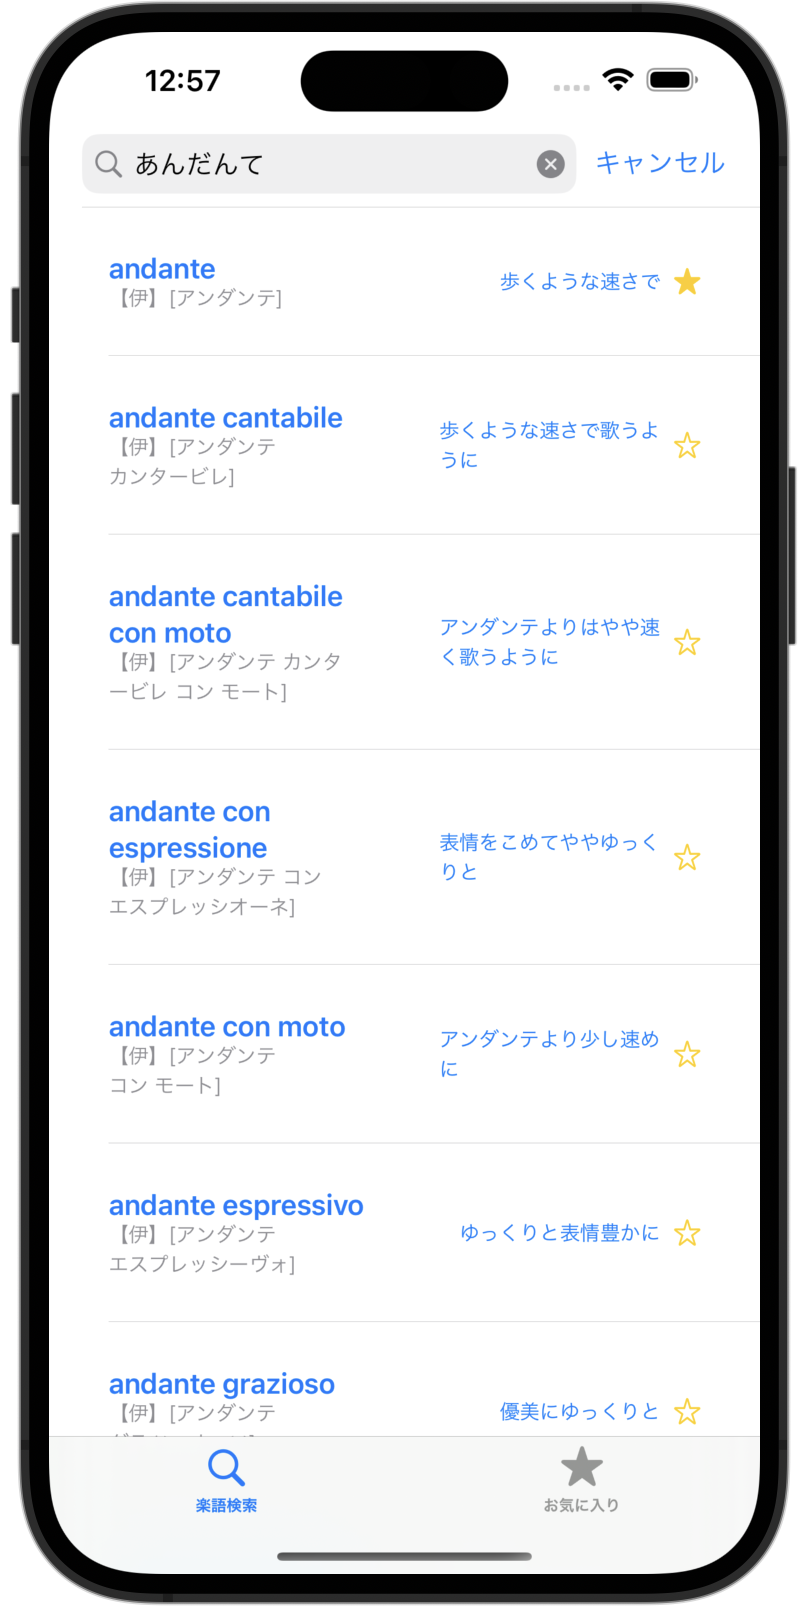 12:57
あんだんて
キャンセル
andante
【伊】[アンダンテ]
歩くような速さで
andante cantabile
【伊】[アンダンテ
カンタービレ]
歩くような速さで歌うよ
うに
andante cantabile
con moto
【伊】[アンダンテ カンタ
ービレ コン モート]
アンダンテよりはやや速
く歌うように
andante con
espressione
【伊】[アンダンテ コン
エスプレッシオーネ]
表情をこめてややゆっく
りと
andante con moto
【伊】[アンダンテ
コン モート]
アンダンテより少し速め
に
andante espressivo
【伊】[アンダンテ
エスプレッシーヴォ]
ゆっくりと表情豊かに
andante grazioso
【伊】[アンダンテ
優美にゆっくりと
楽語検索
お気に入り